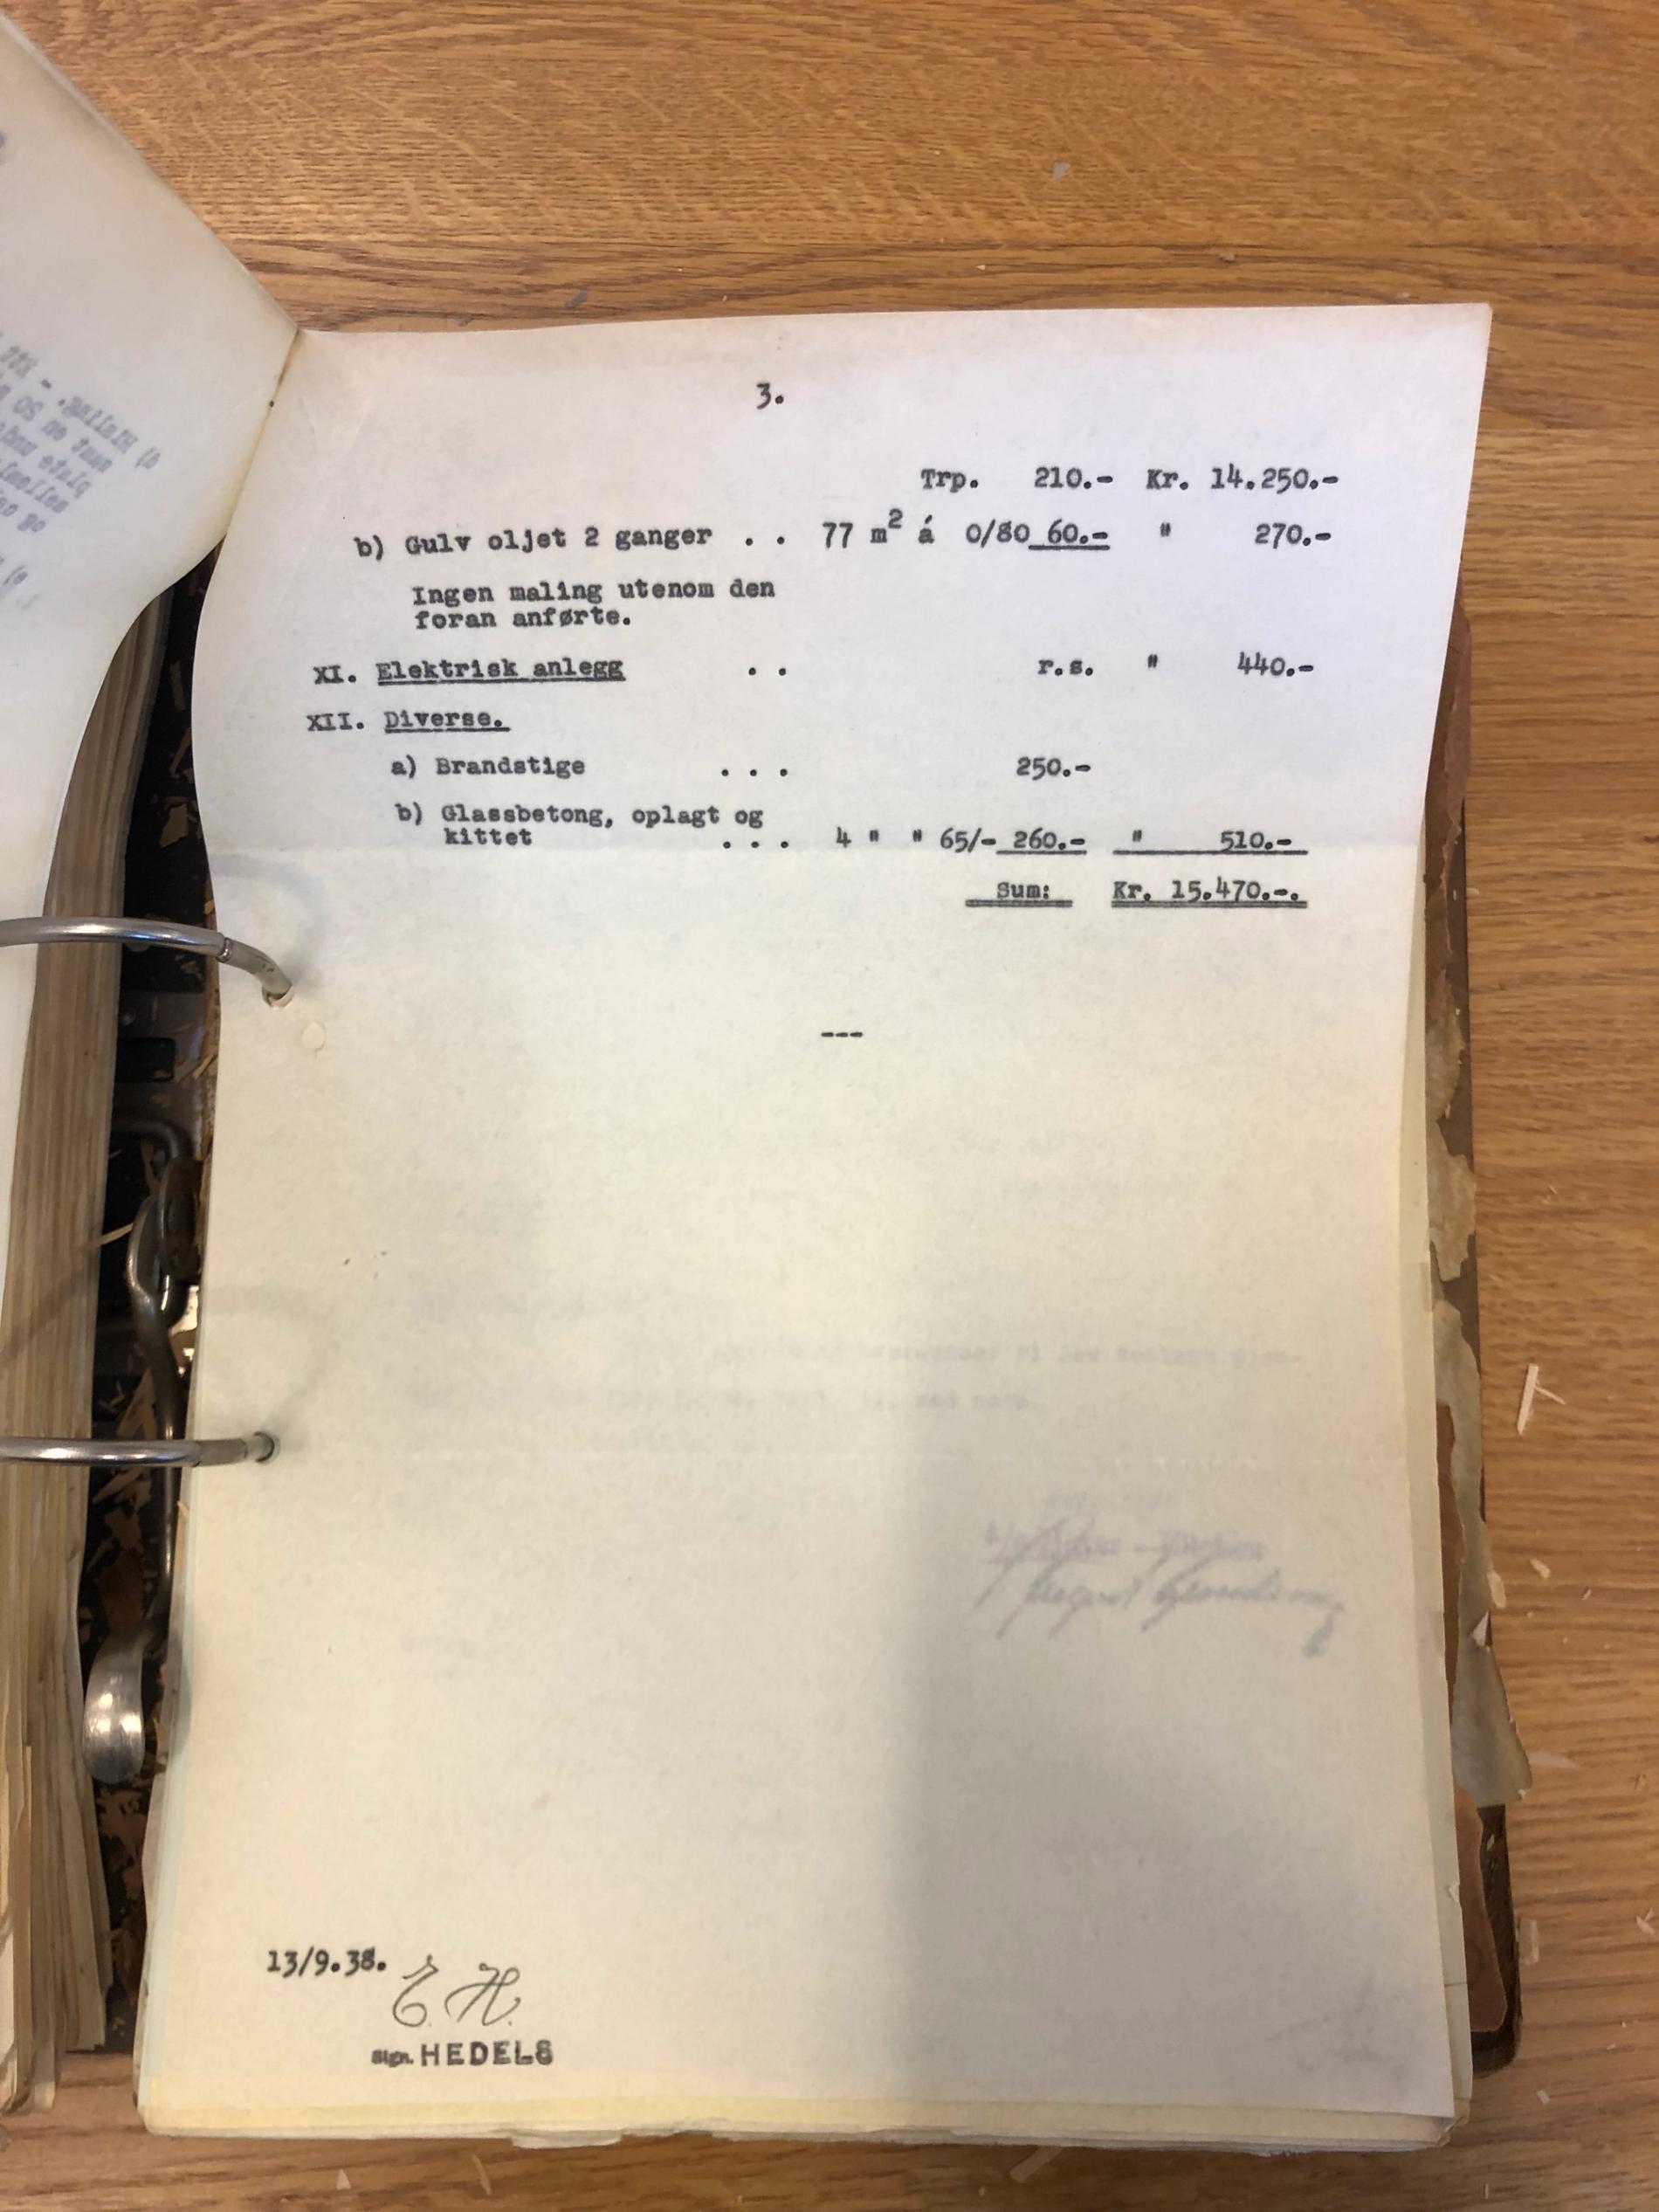 3.
Trp. 210.- Kr. 14.250.-
b) Gulv oljet 2 ganger . . 77 m² á 0/80 60.- " 270.-
Ingen maling utenom den
foran anførte.
XI. Elektrisk anlegg . . r.s. " 440.-
XII. Diverse.
a) Brandstige . . . 250.-
b) Glassbetong, oplagt og
kittet . . . 4 " " 65/- 260.- " 510.-
Sum: Kr. 15.470.-.
---
13/9.38.
E. H.
sign. HEDELS